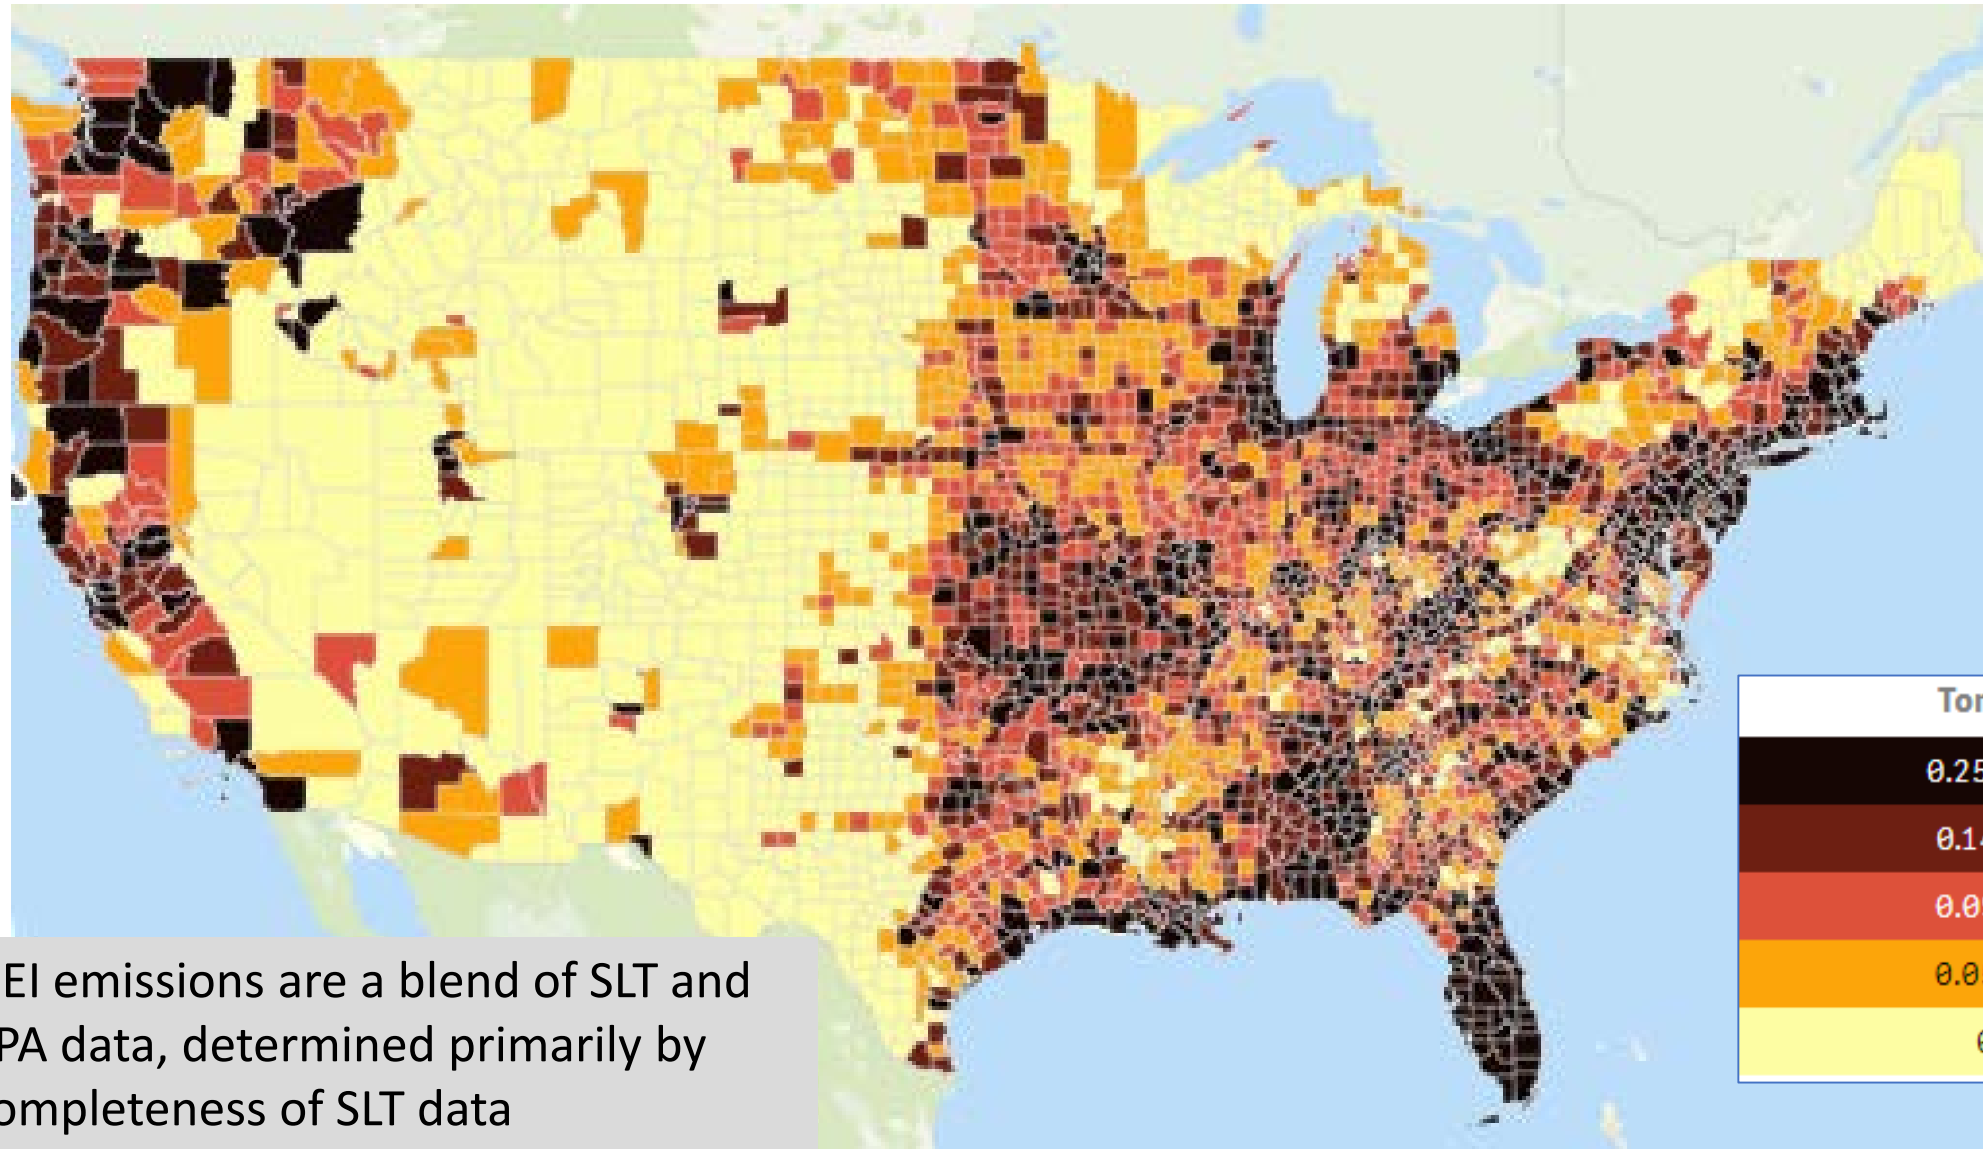 EI emissions are a blend of SLT and
PA data, determined primarily by
ompleteness of SLT data
Tor
0.25
0.1
0.0
0.0